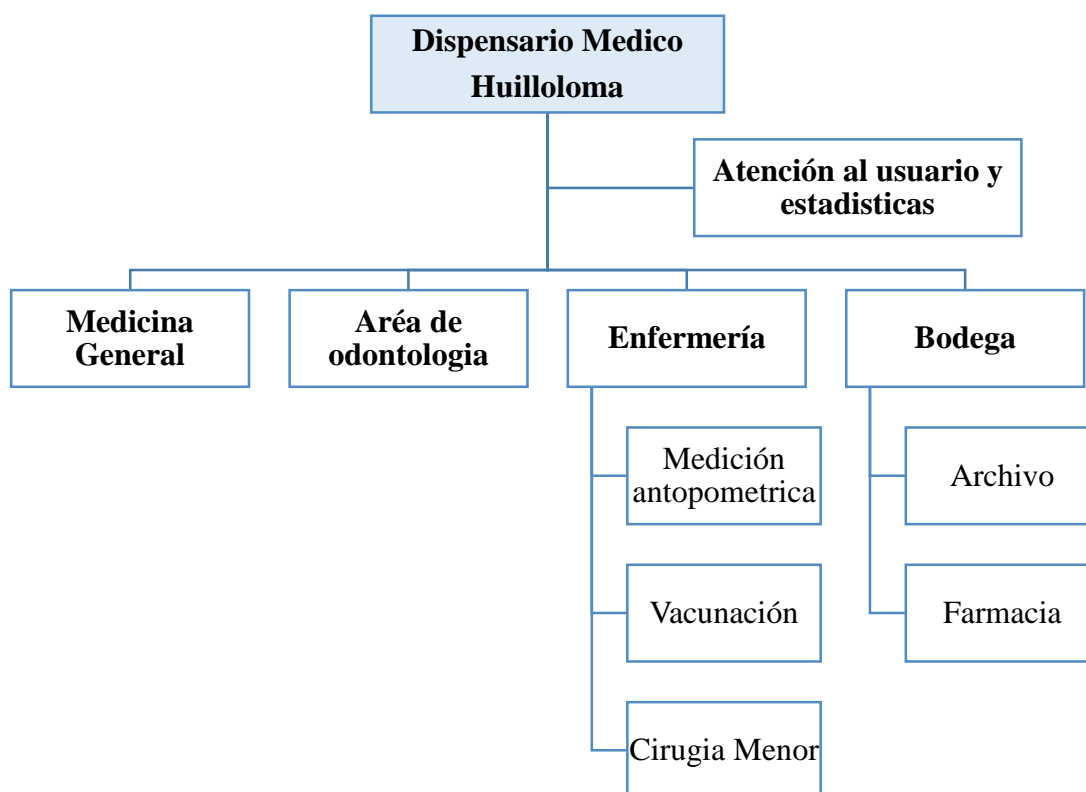 Dispensario Medico
Huilloloma
Atención al usuario y
estadisticas
Medicina
General
Aréa de
odontologia
Enfermería
Bodega
Medición
antopometrica
Archivo
Vacunación
Farmacia
Cirugia Menor